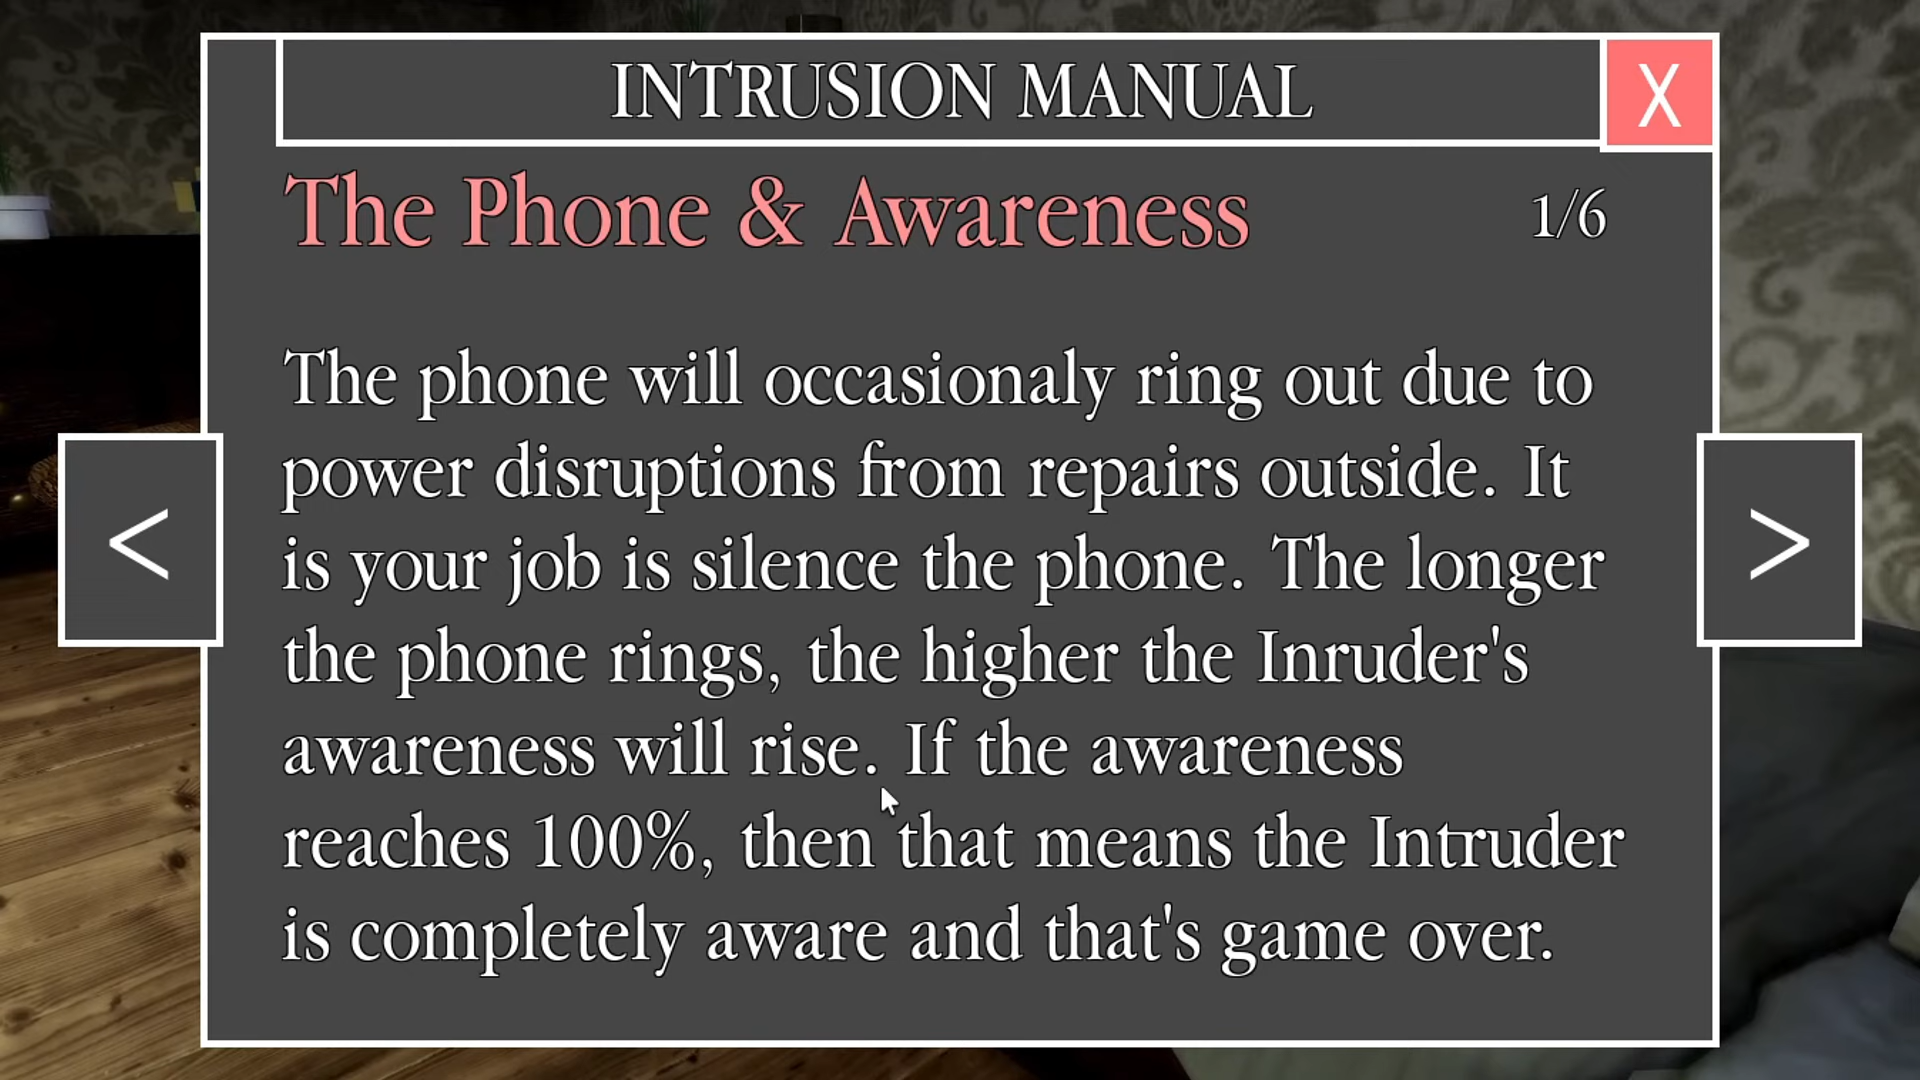 INTRUSION MANUAL
X
The Phone & Awareness
1/6
The phone will occasionaly ring out due to
power disruptions from repairs outside. It
is your job is silence the phone. The longer
the phone rings, the higher the Inruder's
awareness will rise. If the awareness
reaches 100%, then that means the Intruder
is completely aware and that's game over.
<
>